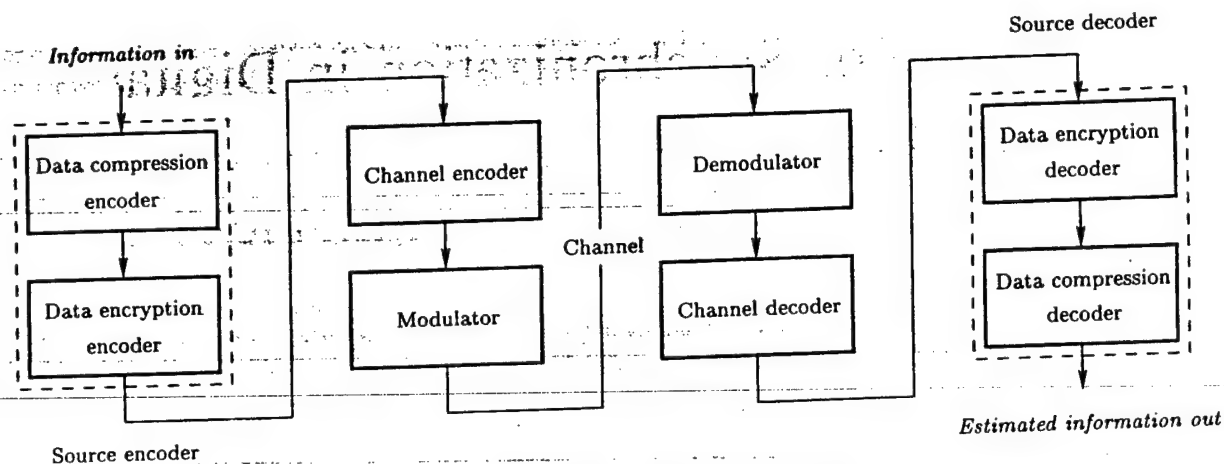 Information in
Data compression
encoder
Data encryption
encoder
Source encoder
Channel encoder
Modulator
Channel
Demodulator
Channel decoder
Source decoder
Data encryption
decoder
Data compression
decoder
Estimated information out